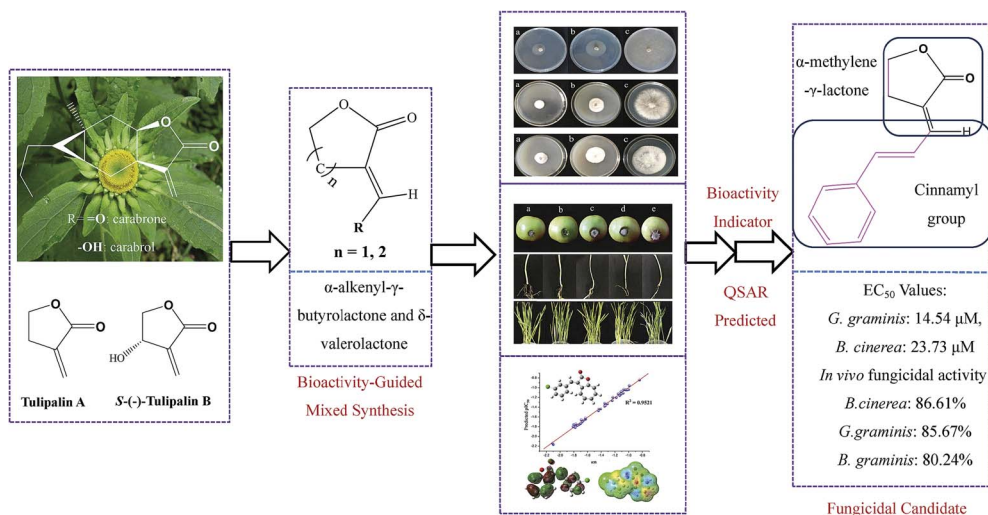 O
O
R= =O: carabrone
-OH: carabrol
O
O
O
O
HO
Tulipalin A
S-(-)-Tulipalin B
O
O
C
n
H
R
n = 1, 2
α-alkenyl-γ-
butyrolactone and δ-
valerolactone
Bioactivity-Guided
Mixed Synthesis
a b c
a b c
a b c
a b c d e
R² = 0.9521
Bioactivity
Indicator
QSAR
Predicted
α-methylene
-γ-lactone
O
O
H
Cinnamyl
group
EC₅₀ Values:
G. graminis: 14.54 μM,
B. cinerea: 23.73 μM
In vivo fungicidal activity
B.cinerea: 86.61%
G.graminis: 85.67%
B. graminis: 80.24%
Fungicidal Candidate